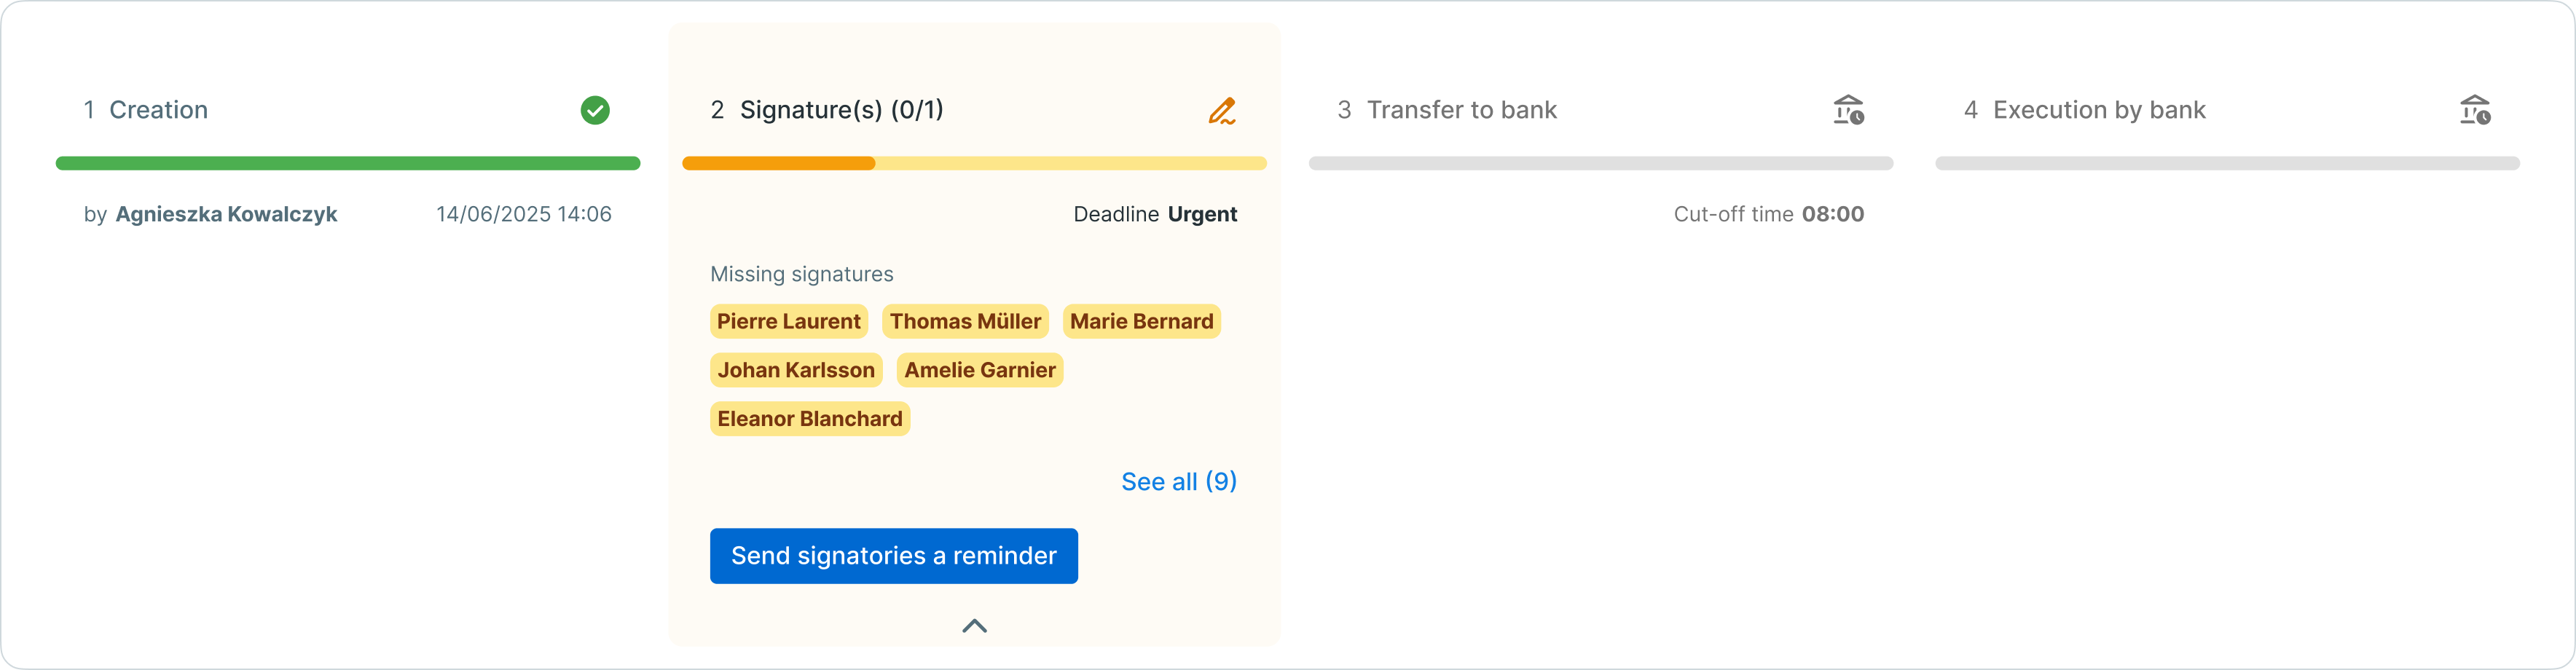 1 Creation
by Agnieszka Kowalczyk 14/06/2025 14:06
2 Signature(s) (0/1)
Deadline Urgent
Missing signatures
Pierre Laurent Thomas Müller Marie Bernard
Johan Karlsson Amelie Garnier
Eleanor Blanchard
See all (9)
Send signatories a reminder
3 Transfer to bank
Cut-off time 08:00
4 Execution by bank